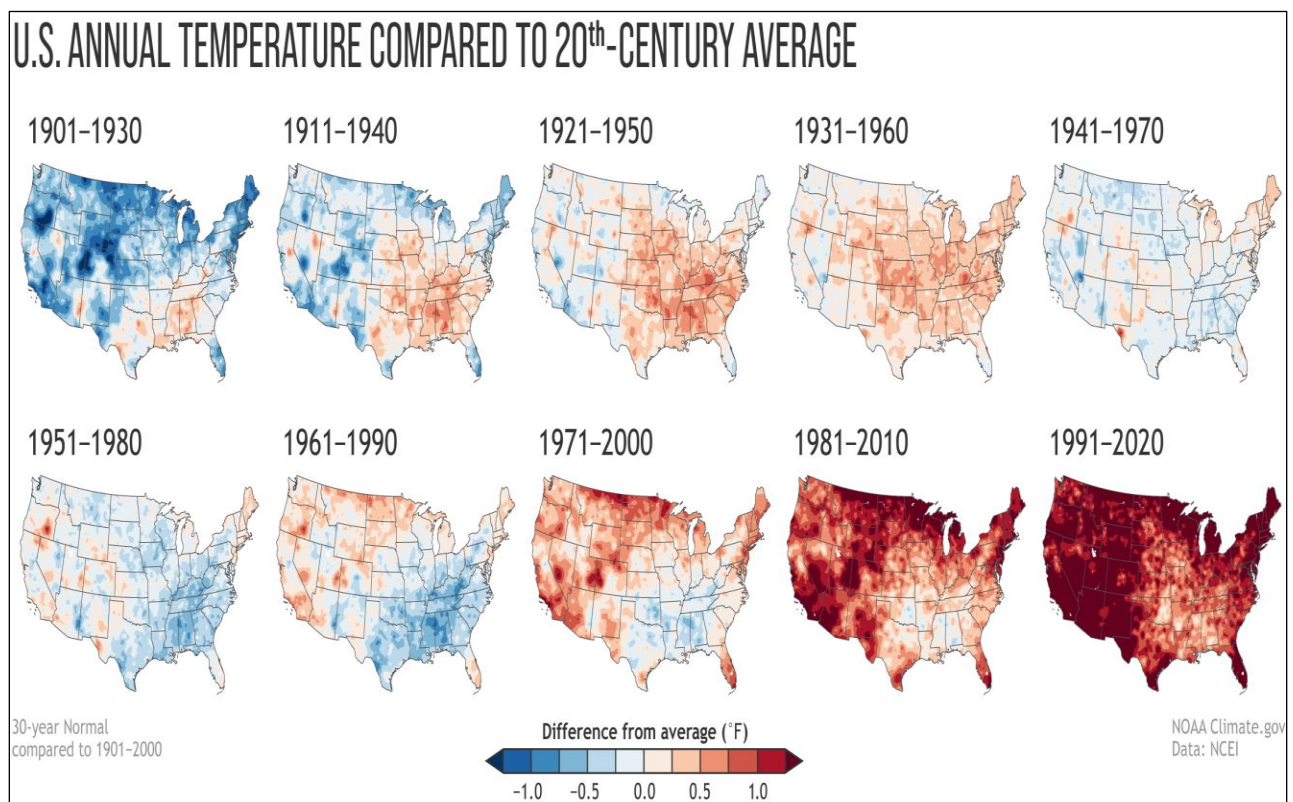 U.S. ANNUAL TEMPERATURE COMPARED TO 20th-CENTURY AVERAGE
1901–1930
1911–1940
1921–1950
1931–1960
1941–1970
1951–1980
1961–1990
1971–2000
1981–2010
1991–2020
30-year Normal
compared to 1901–2000
Difference from average (°F)
-1.0 -0.5 0.0 0.5 1.0
NOAA Climate.gov
Data: NCEI